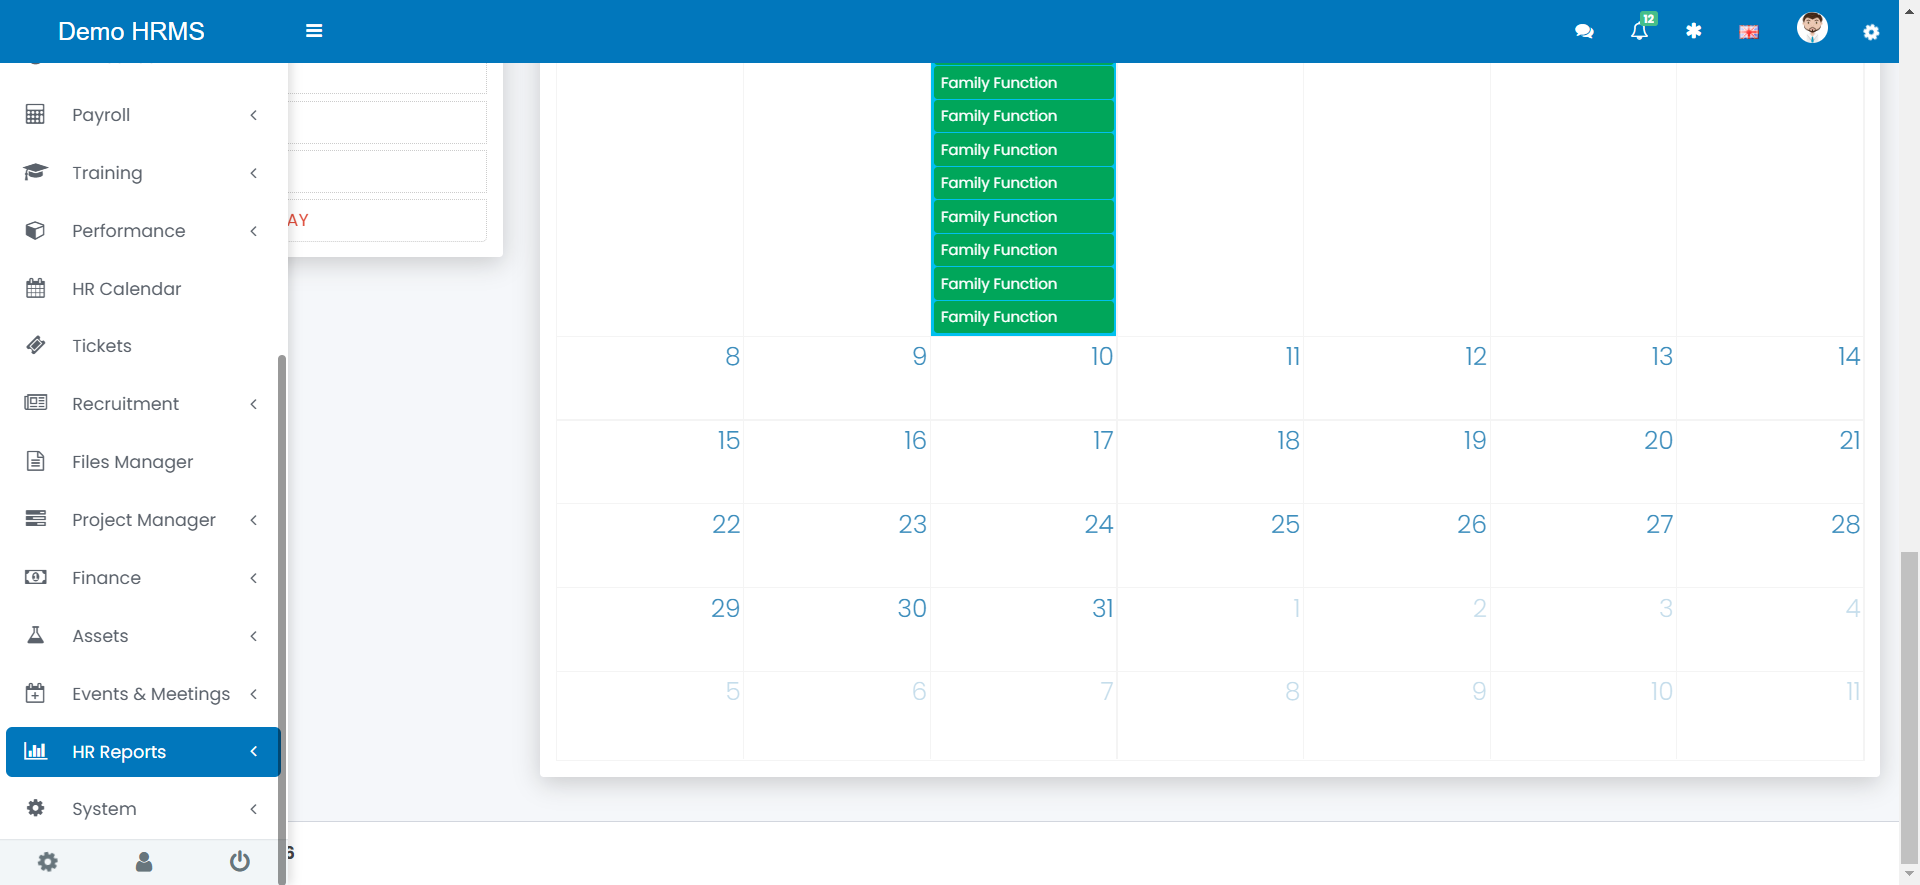 Demo HRMS
12
Payroll
Training
Performance
HR Calendar
Tickets
Recruitment
Files Manager
Project Manager
Finance
Assets
Events & Meetings
HR Reports
System
AY
Family Function
Family Function
Family Function
Family Function
Family Function
Family Function
Family Function
Family Function
8 9 10 11 12 13 14
15 16 17 18 19 20 21
22 23 24 25 26 27 28
29 30 31 1 2 3 4
5 6 7 8 9 10 11
6